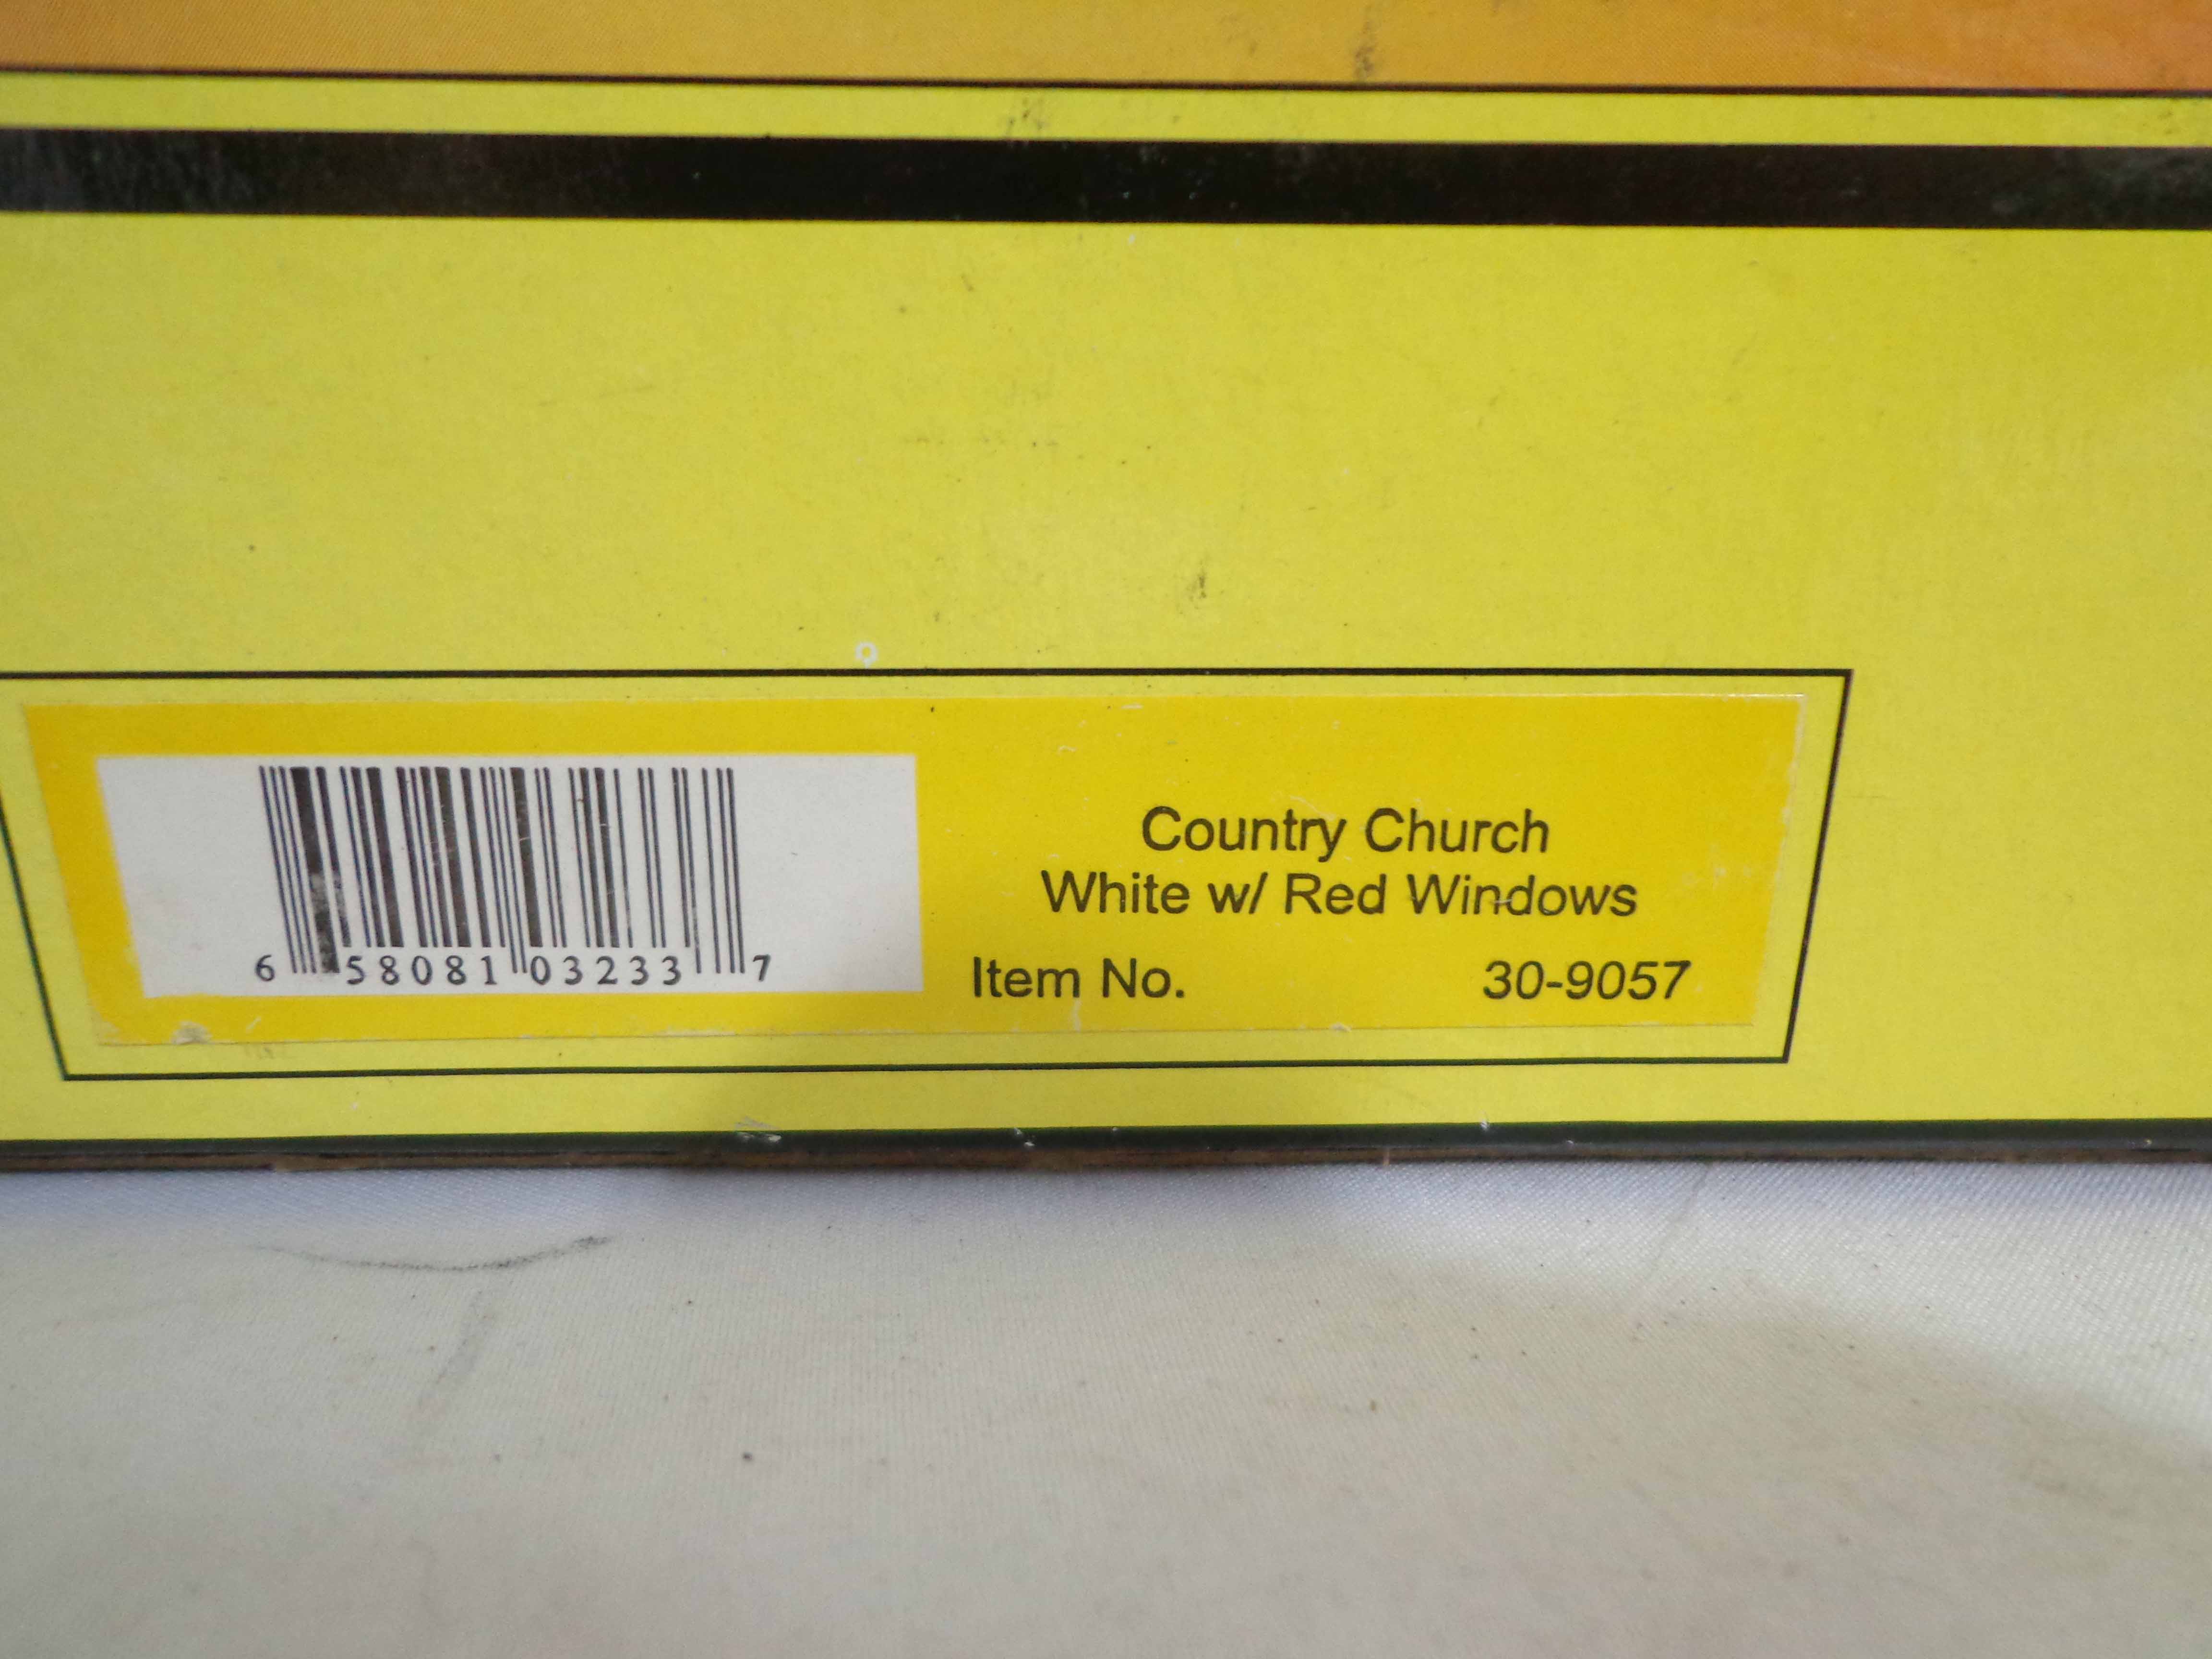 Country Church
White w/ Red Windows
Item No. 30-9057
6 58081 03233 7